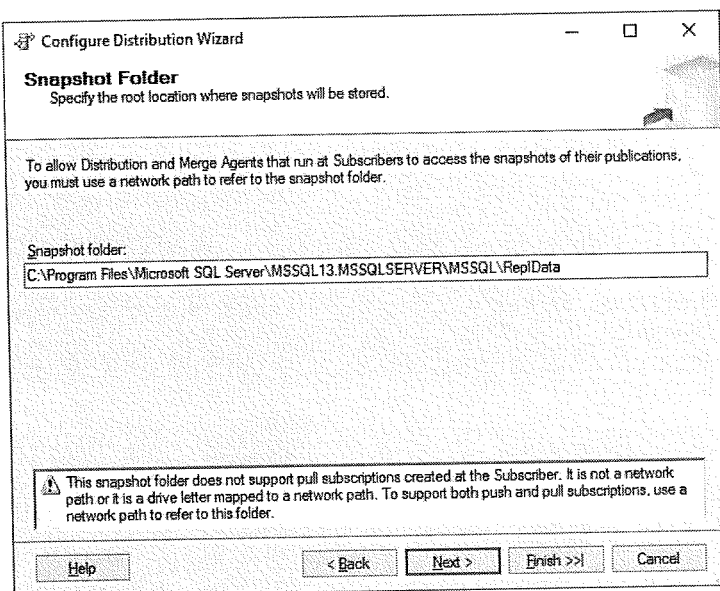 Configure Distribution Wizard
Snapshot Folder
Specify the root location where snapshots will be stored.
To allow Distribution and Merge Agents that run at Subscribers to access the snapshots of their publications,
you must use a network path to refer to the snapshot folder.
Snapshot folder:
C:\Program Files\Microsoft SQL Server\MSSQL13.MSSQLSERVER\MSSQL\ReplData
This snapshot folder does not support pull subscriptions created at the Subscriber. It is not a network
path or it is a drive letter mapped to a network path. To support both push and pull subscriptions, use a
network path to refer to this folder.
Help
< Back
Next >
Finish >>|
Cancel